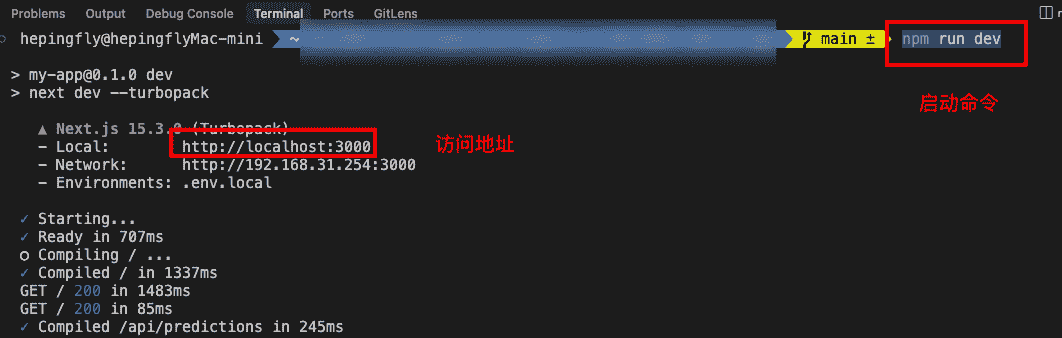 Problems Output Debug Console Terminal Ports GitLens
hepingfly@hepingflyMac-mini ~ main ± npm run dev
启动命令
> my-app@0.1.0 dev
> next dev --turbopack
▲ Next.js 15.3.0 (Turbopack)
- Local: http://localhost:3000
访问地址
- Network: http://192.168.31.254:3000
- Environments: .env.local
✓ Starting...
✓ Ready in 707ms
○ Compiling / ...
✓ Compiled / in 1337ms
GET / 200 in 1483ms
GET / 200 in 85ms
✓ Compiled /api/predictions in 245ms